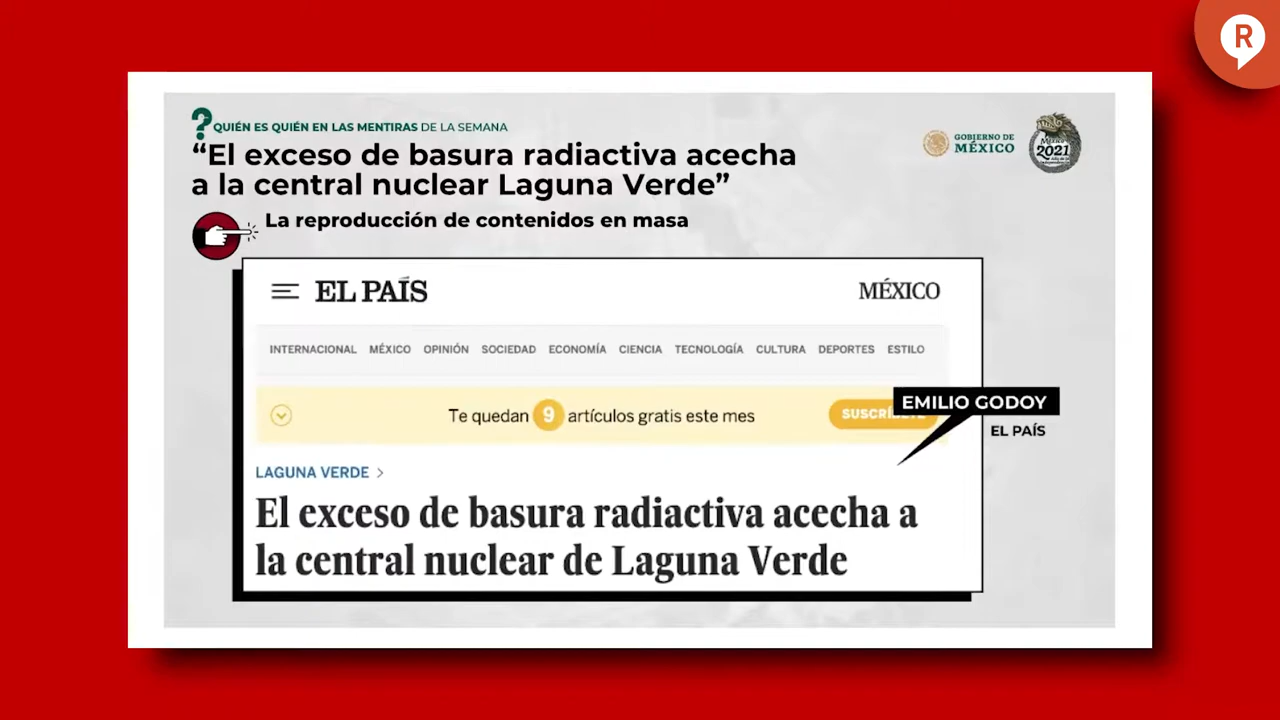 R
? QUIÉN ES QUIÉN EN LAS MENTIRAS DE LA SEMANA
“El exceso de basura radiactiva acecha
a la central nuclear Laguna Verde”
GOBIERNO DE
MÉXICO
México
2021
La reproducción de contenidos en masa
EL PAÍS
MÉXICO
INTERNACIONAL MÉXICO OPINIÓN SOCIEDAD ECONOMÍA CIENCIA TECNOLOGÍA CULTURA DEPORTES ESTILO
Te quedan 9 artículos gratis este mes
EMILIO GODOY
EL PAÍS
LAGUNA VERDE >
El exceso de basura radiactiva acecha a
la central nuclear de Laguna Verde